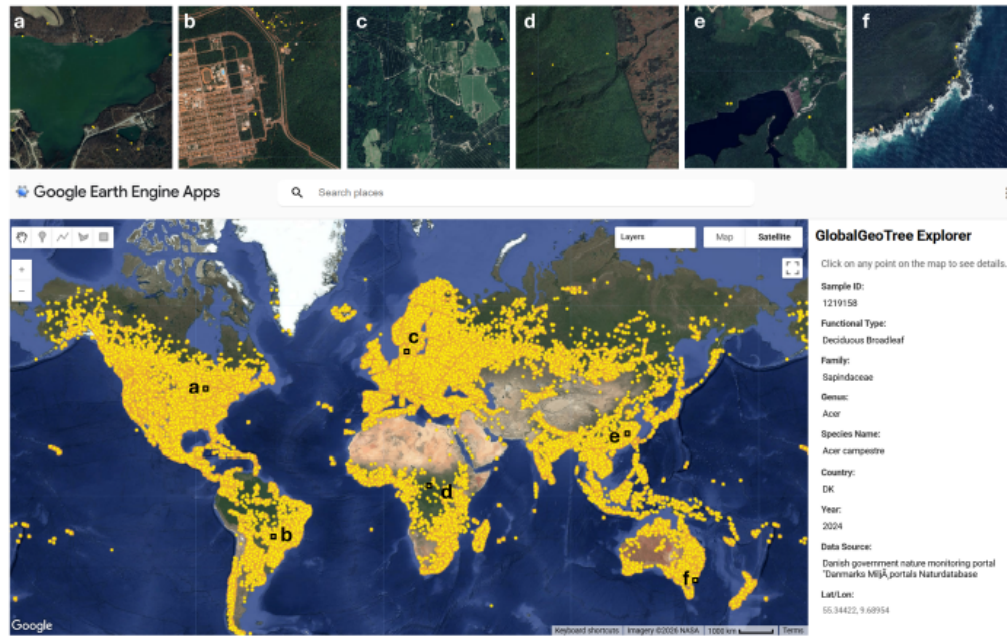 a
b
c
d
e
f
Google Earth Engine Apps
Search places
Layers
Map
Satellite
GlobalGeoTree Explorer
Click on any point on the map to see details.
Sample ID:
1219158
Functional Type:
Deciduous Broadleaf
Family:
Sapindaceae
Genus:
Acer
Species Name:
Acer campestre
Country:
DK
Year:
2024
Data Source:
Danish government nature monitoring portal
"Danmarks MiljÃ¸portals Naturdatabase
Lat/Lon:
55.34422, 9.68954
c
a
e
d
b
f
Google
Keyboard shortcuts
Imagery ©2026 NASA
1000 km
Terms